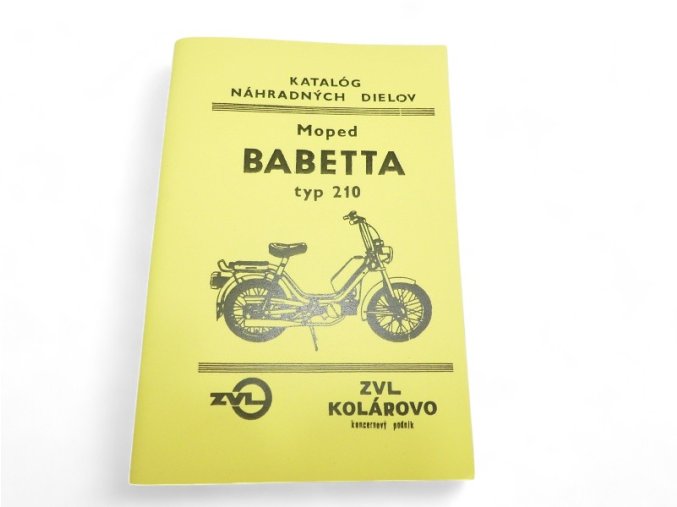 KATALÓG
NÁHRADNÝCH DIELOV
Moped
BABETTA
typ 210
ZVL
ZVL
KOLÁROVO
koncernový podnik